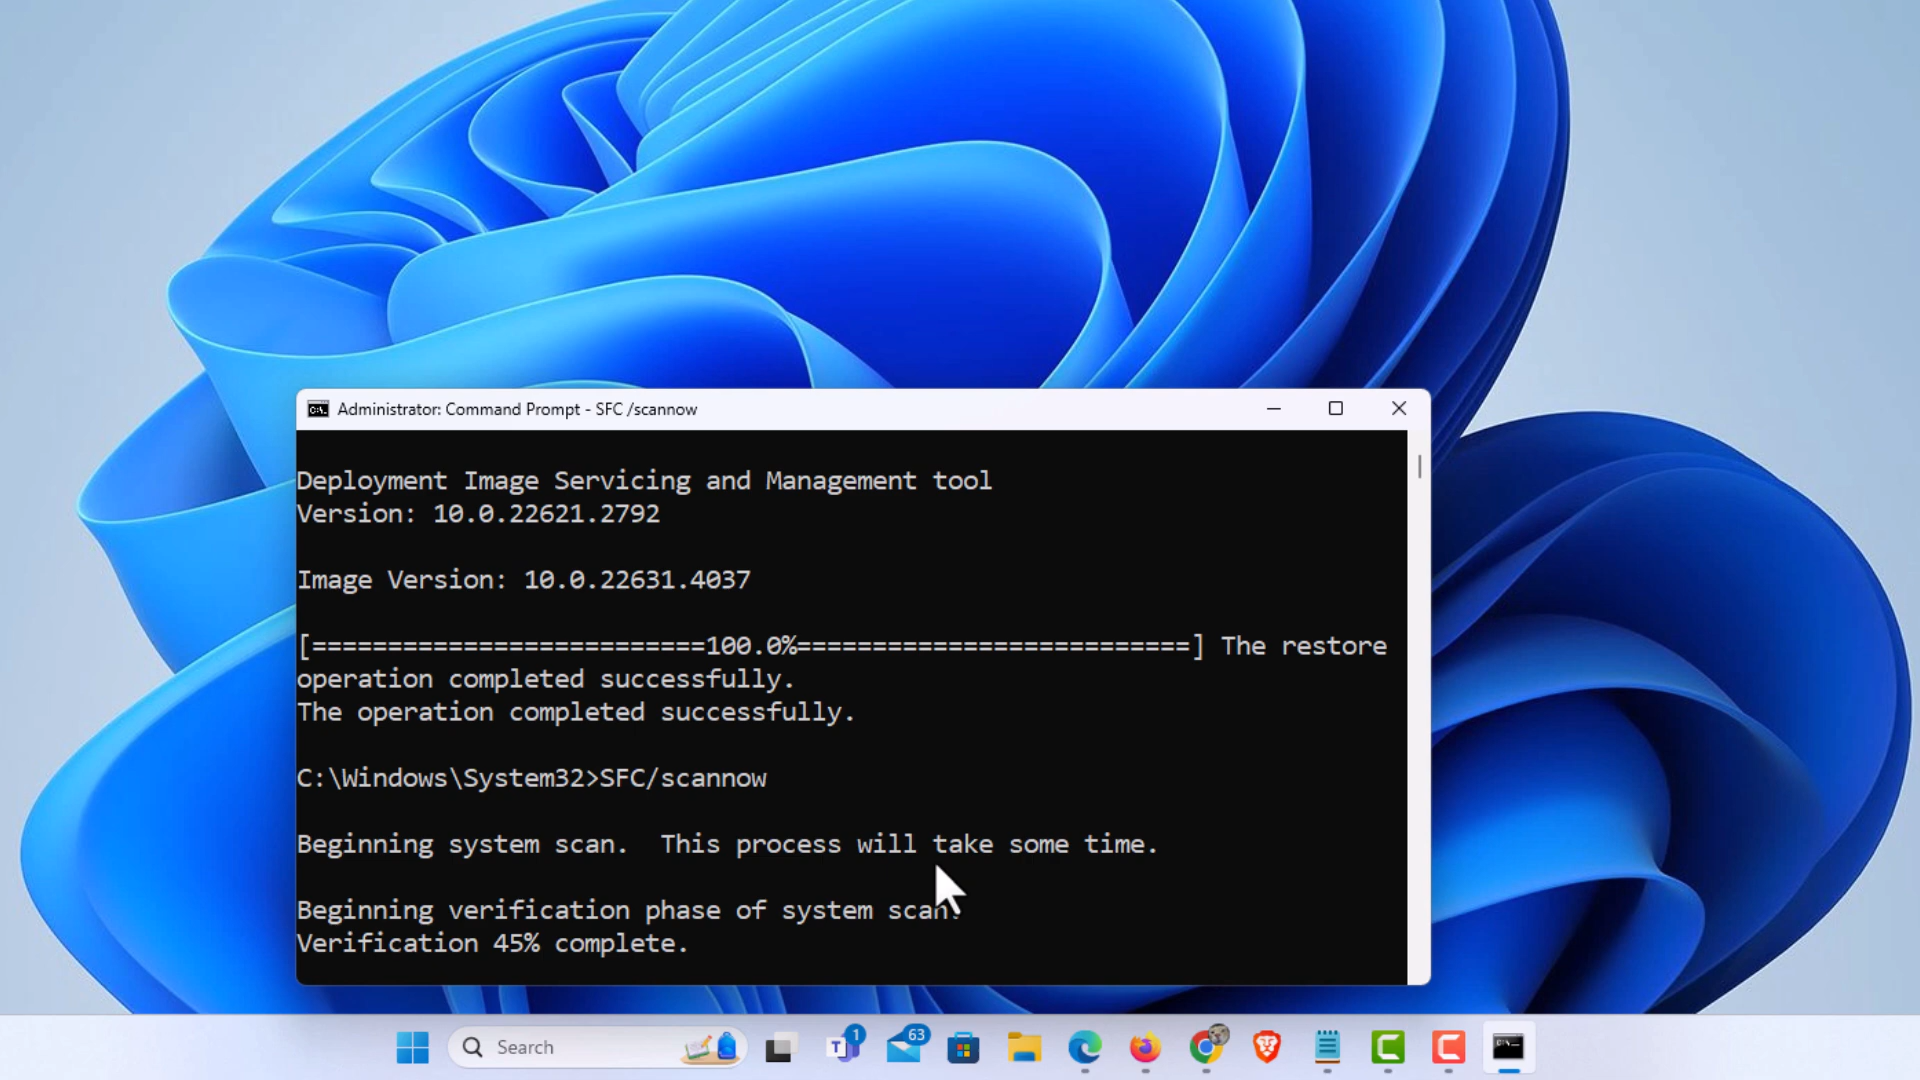 Administrator: Command Prompt - SFC /scannow
Deployment Image Servicing and Management tool
Version: 10.0.22621.2792
Image Version: 10.0.22631.4037
[==========================100.0%==========================] The restore
operation completed successfully.
The operation completed successfully.
C:\Windows\System32>SFC/scannow
Beginning system scan.  This process will take some time.
Beginning verification phase of system scan.
Verification 45% complete.
Search
1
63